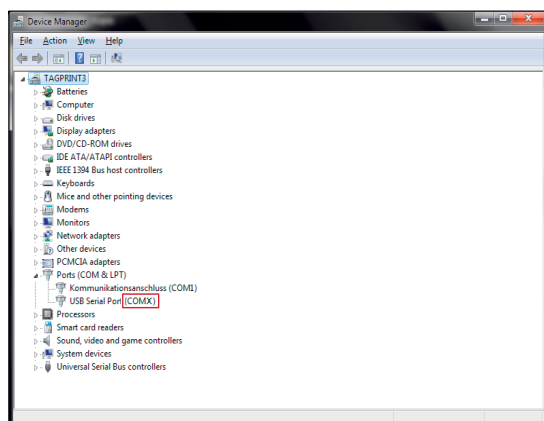 Device Manager
File Action View Help
TAGPRINT3
Batteries
Computer
Disk drives
Display adapters
DVD/CD-ROM drives
IDE ATA/ATAPI controllers
IEEE 1394 Bus host controllers
Keyboards
Mice and other pointing devices
Modems
Monitors
Network adapters
Other devices
PCMCIA adapters
Ports (COM & LPT)
Kommunikationsanschluss (COM1)
USB Serial Port (COMX)
Processors
Smart card readers
Sound, video and game controllers
System devices
Universal Serial Bus controllers